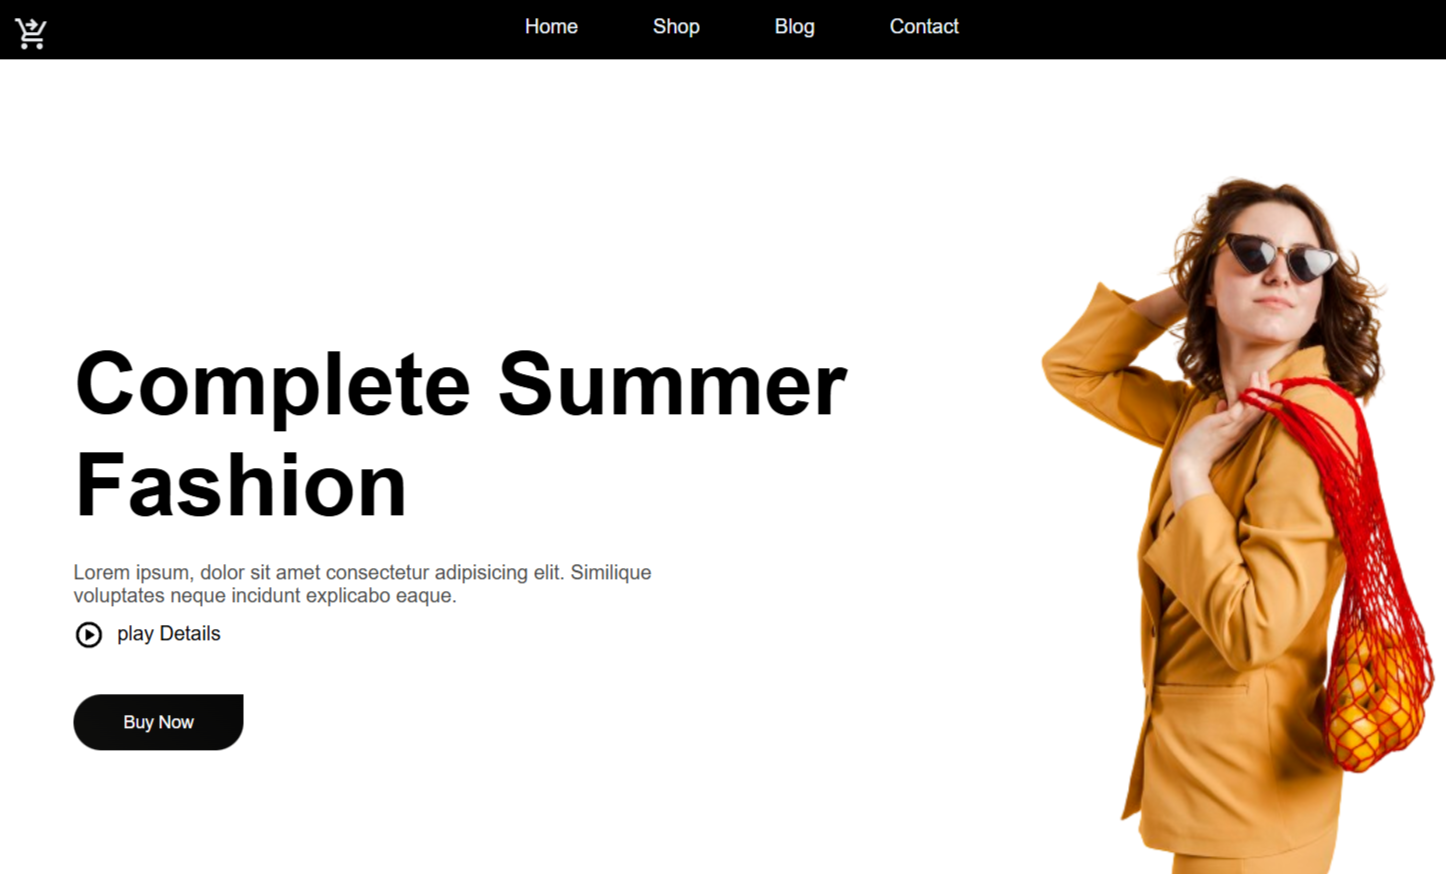 Home Shop Blog Contact
Complete Summer
Fashion
Lorem ipsum, dolor sit amet consectetur adipisicing elit. Similique
voluptates neque incidunt explicabo eaque.
play Details
Buy Now